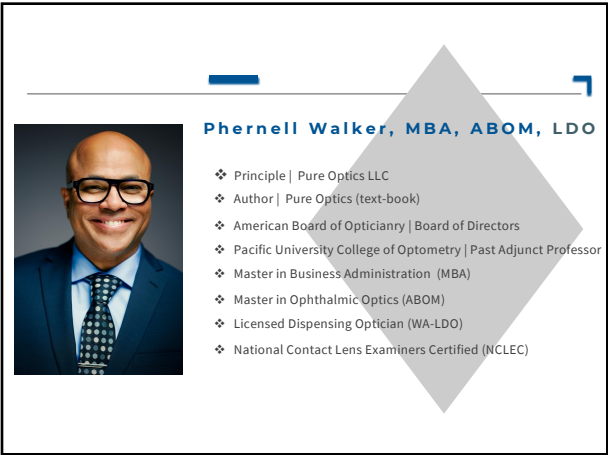 Phernell Walker, MBA, ABOM, LDO
❖ Principle | Pure Optics LLC
❖ Author | Pure Optics (text-book)
❖ American Board of Opticianry | Board of Directors
❖ Pacific University College of Optometry | Past Adjunct Professor
❖ Master in Business Administration (MBA)
❖ Master in Ophthalmic Optics (ABOM)
❖ Licensed Dispensing Optician (WA-LDO)
❖ National Contact Lens Examiners Certified (NCLEC)